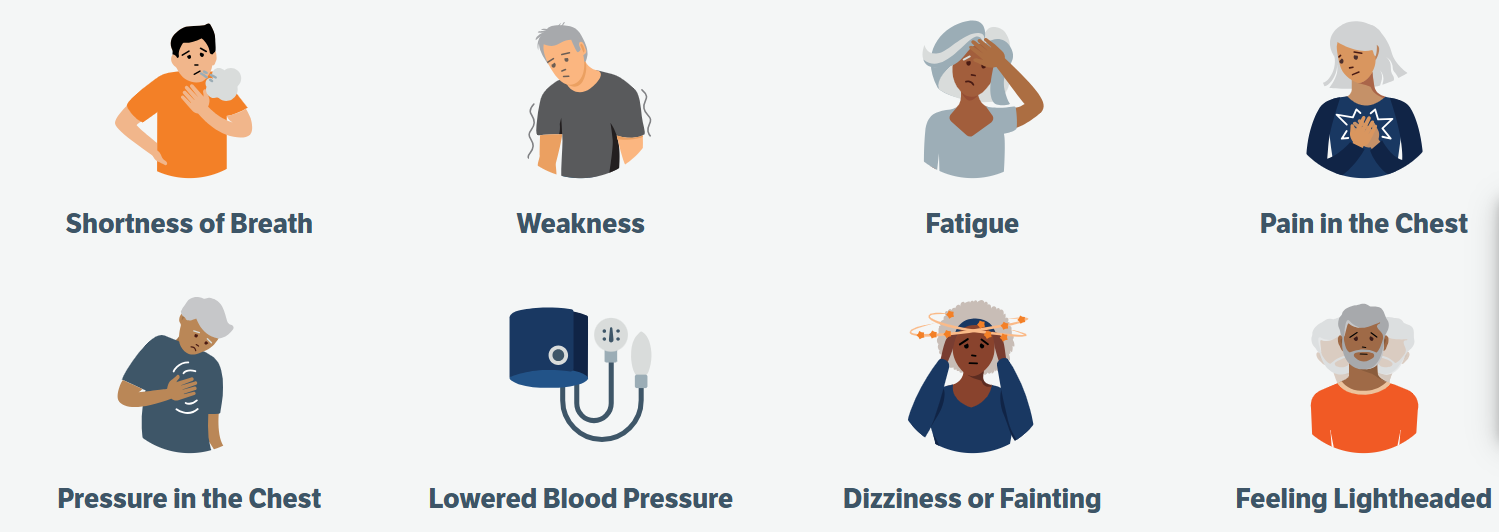 Shortness of Breath
Weakness
Fatigue
Pain in the Chest
Pressure in the Chest
Lowered Blood Pressure
Dizziness or Fainting
Feeling Lightheaded